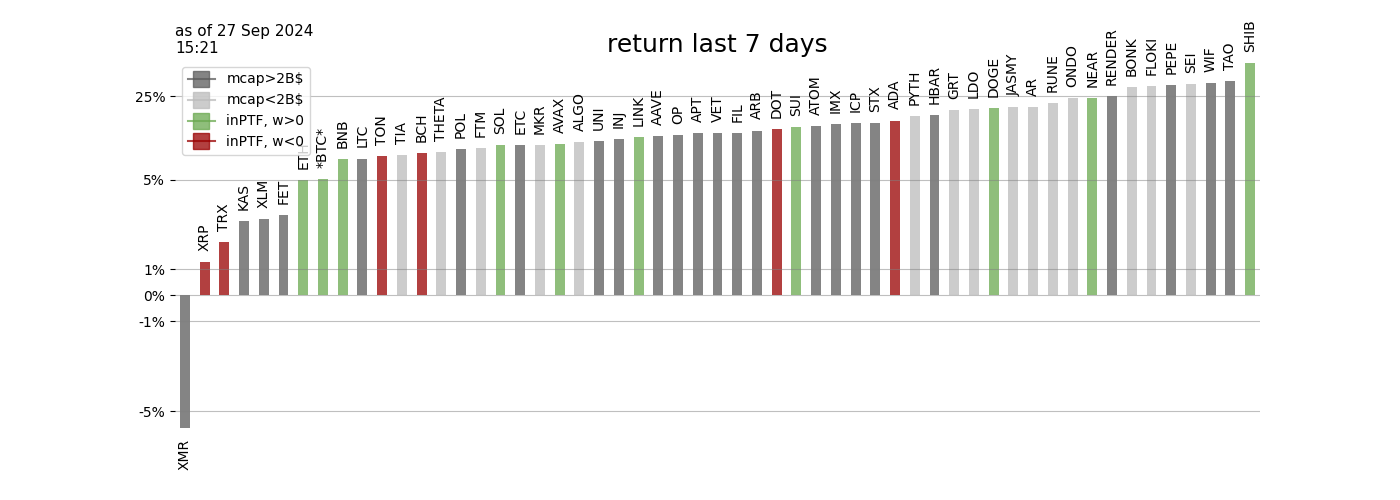 as of 27 Sep 2024
15:21
return last 7 days
mcap>2B$
mcap<2B$
inPTF, w>0
inPTF, w<0
25%
5%
1%
0%
-1%
-5%
XMR
XRP
TRX
KAS
XLM
FET
ETH
*BTC*
BNB
LTC
TON
TIA
BCH
THETA
POL
FTM
SOL
ETC
MKR
AVAX
ALGO
UNI
INJ
LINK
AAVE
OP
APT
VET
FIL
ARB
DOT
SUI
ATOM
IMX
ICP
STX
ADA
PYTH
HBAR
GRT
LDO
DOGE
JASMY
AR
RUNE
ONDO
NEAR
RENDER
BONK
FLOKI
PEPE
SEI
WIF
TAO
SHIB